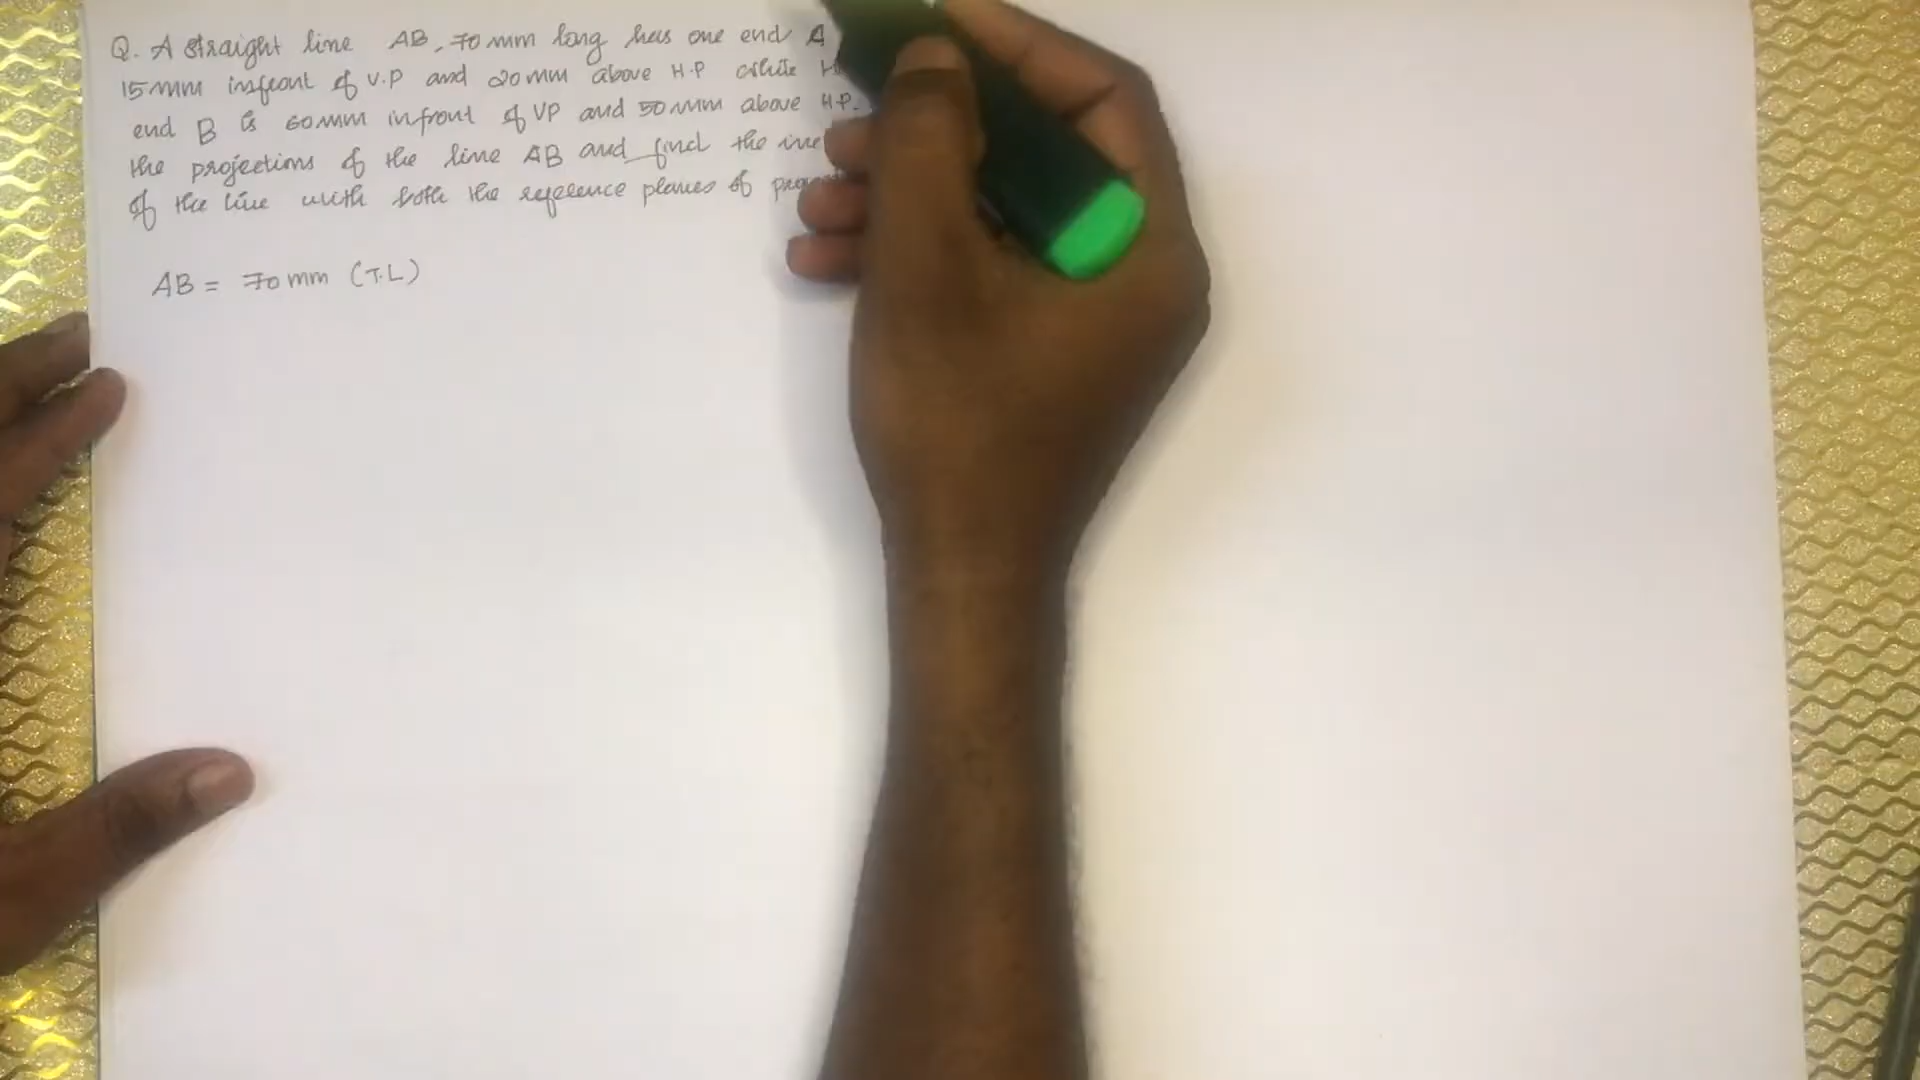 Q. A straight line AB, 70 mm long has one end A
15 mm infront of V.P and 20 mm above H.P while
end B is 60 mm infront of VP and 50 mm above H.P.
the projections of the line AB and find the
of the line with both the reference planes of
AB = 70 mm (T.L)